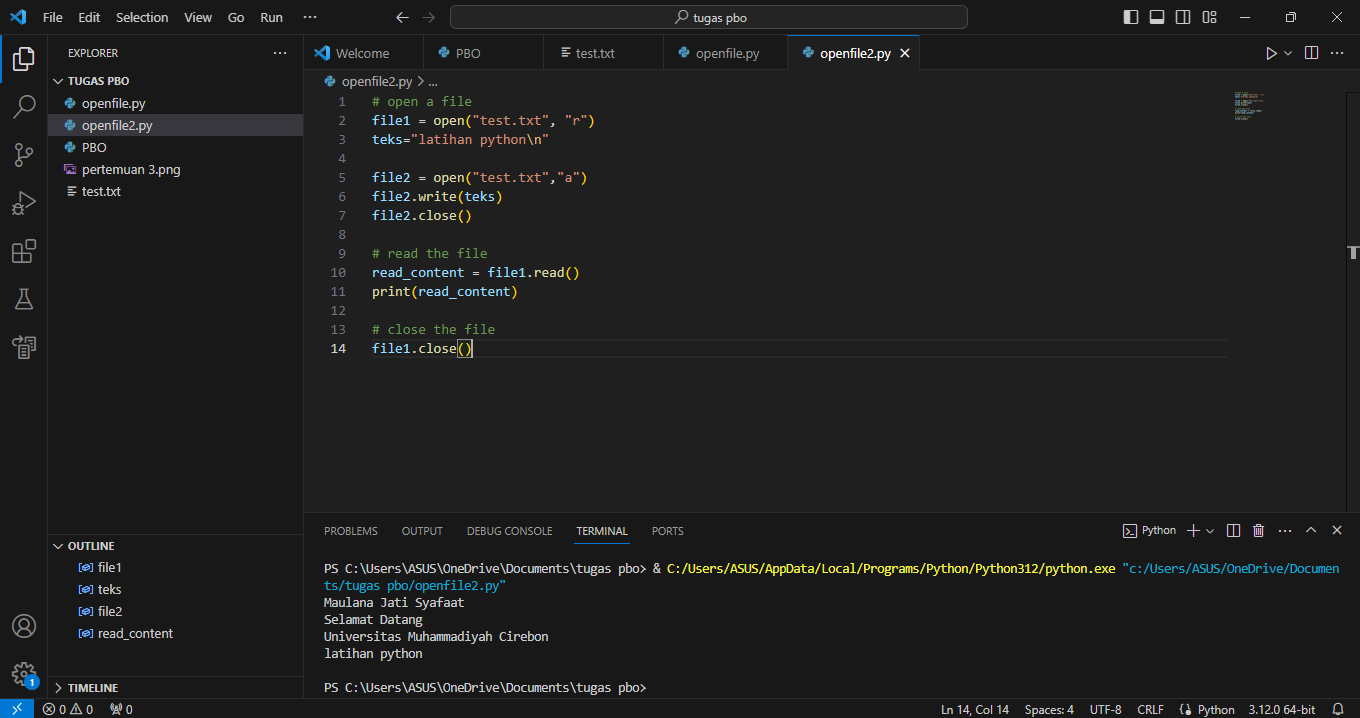 File Edit Selection View Go Run ··· tugas pbo
EXPLORER ···
TUGAS PBO
openfile.py
openfile2.py
PBO
pertemuan 3.png
test.txt
OUTLINE
file1
teks
file2
read_content
TIMELINE
Welcome PBO test.txt openfile.py openfile2.py
openfile2.py > ...
1 # open a file
2 file1 = open("test.txt", "r")
3 teks="latihan python\n"
4
5 file2 = open("test.txt","a")
6 file2.write(teks)
7 file2.close()
8
9 # read the file
10 read_content = file1.read()
11 print(read_content)
12
13 # close the file
14 file1.close()
PROBLEMS OUTPUT DEBUG CONSOLE TERMINAL PORTS Python
PS C:\Users\ASUS\OneDrive\Documents\tugas pbo> & C:/Users/ASUS/AppData/Local/Programs/Python/Python312/python.exe "c:/Users/ASUS/OneDrive/Documen
ts/tugas pbo/openfile2.py"
Maulana Jati Syafaat
Selamat Datang
Universitas Muhammadiyah Cirebon
latihan python
PS C:\Users\ASUS\OneDrive\Documents\tugas pbo>
1
0 0 0 Ln 14, Col 14 Spaces: 4 UTF-8 CRLF Python 3.12.0 64-bit